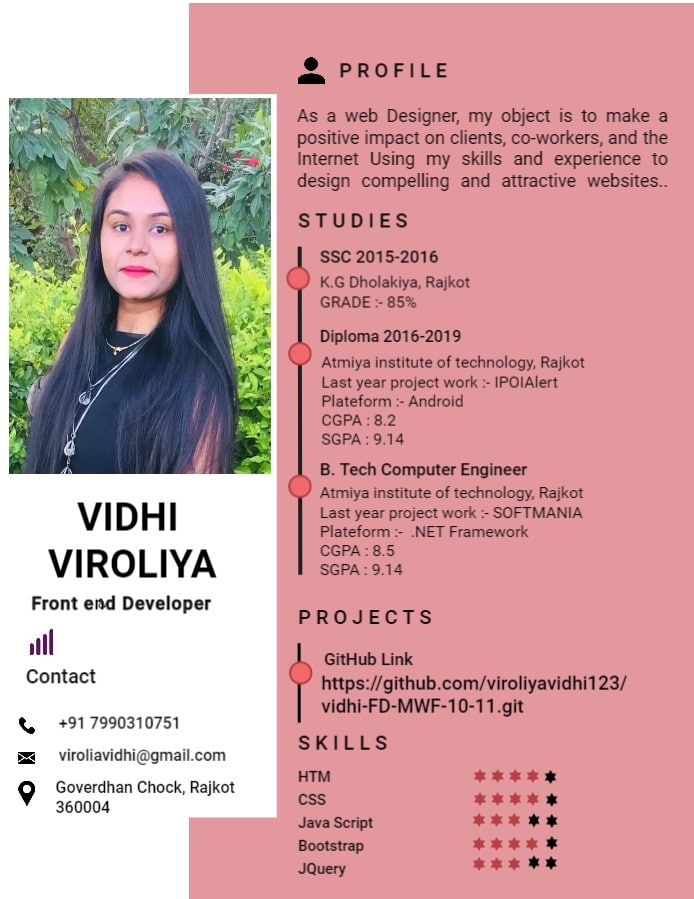 PROFILE
As a web Designer, my object is to make a
positive impact on clients, co-workers, and the
Internet Using my skills and experience to
design compelling and attractive websites..
STUDIES
SSC 2015-2016
K.G Dholakiya, Rajkot
GRADE :- 85%
Diploma 2016-2019
Atmiya institute of technology, Rajkot
Last year project work :- IPOIAlert
Plateform :- Android
CGPA : 8.2
SGPA : 9.14
B. Tech Computer Engineer
Atmiya institute of technology, Rajkot
Last year project work :- SOFTMANIA
Plateform :- .NET Framework
CGPA : 8.5
SGPA : 9.14
PROJECTS
GitHub Link
https://github.com/viroliyavidhi123/
vidhi-FD-MWF-10-11.git
SKILLS
HTM
CSS
Java Script
Bootstrap
JQuery
VIDHI
VIROLIYA
Front end Developer
Contact
+91 7990310751
viroliavidhi@gmail.com
Goverdhan Chock, Rajkot
360004